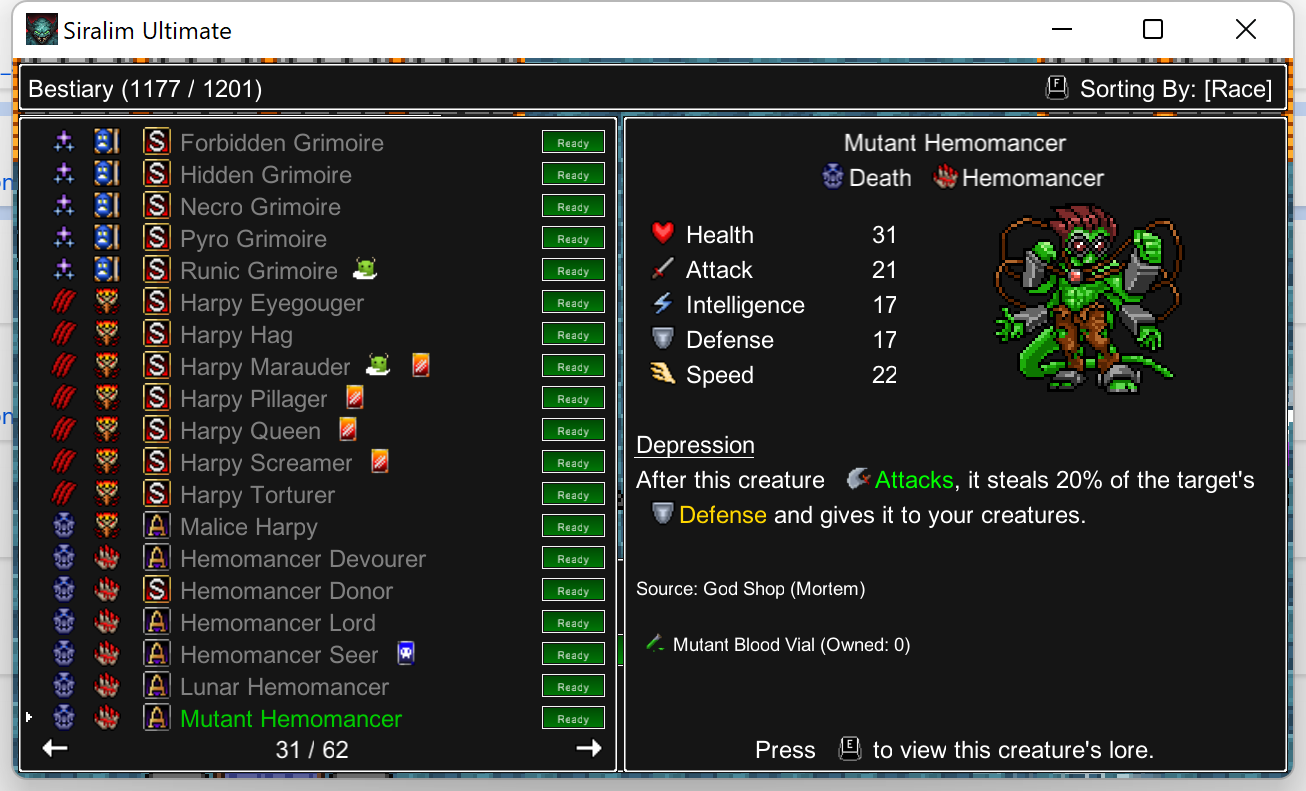 Siralim Ultimate
Bestiary (1177 / 1201)
F Sorting By: [Race]
S Forbidden Grimoire Ready
S Hidden Grimoire Ready
S Necro Grimoire Ready
S Pyro Grimoire Ready
S Runic Grimoire Ready
S Harpy Eyegouger Ready
S Harpy Hag Ready
S Harpy Marauder Ready
S Harpy Pillager Ready
S Harpy Queen Ready
S Harpy Screamer Ready
S Harpy Torturer Ready
A Malice Harpy Ready
A Hemomancer Devourer Ready
S Hemomancer Donor Ready
A Hemomancer Lord Ready
A Hemomancer Seer Ready
A Lunar Hemomancer Ready
A Mutant Hemomancer Ready
31 / 62
Mutant Hemomancer
Death Hemomancer
Health 31
Attack 21
Intelligence 17
Defense 17
Speed 22
Depression
After this creature Attacks, it steals 20% of the target's
Defense and gives it to your creatures.
Source: God Shop (Mortem)
Mutant Blood Vial (Owned: 0)
Press E to view this creature's lore.